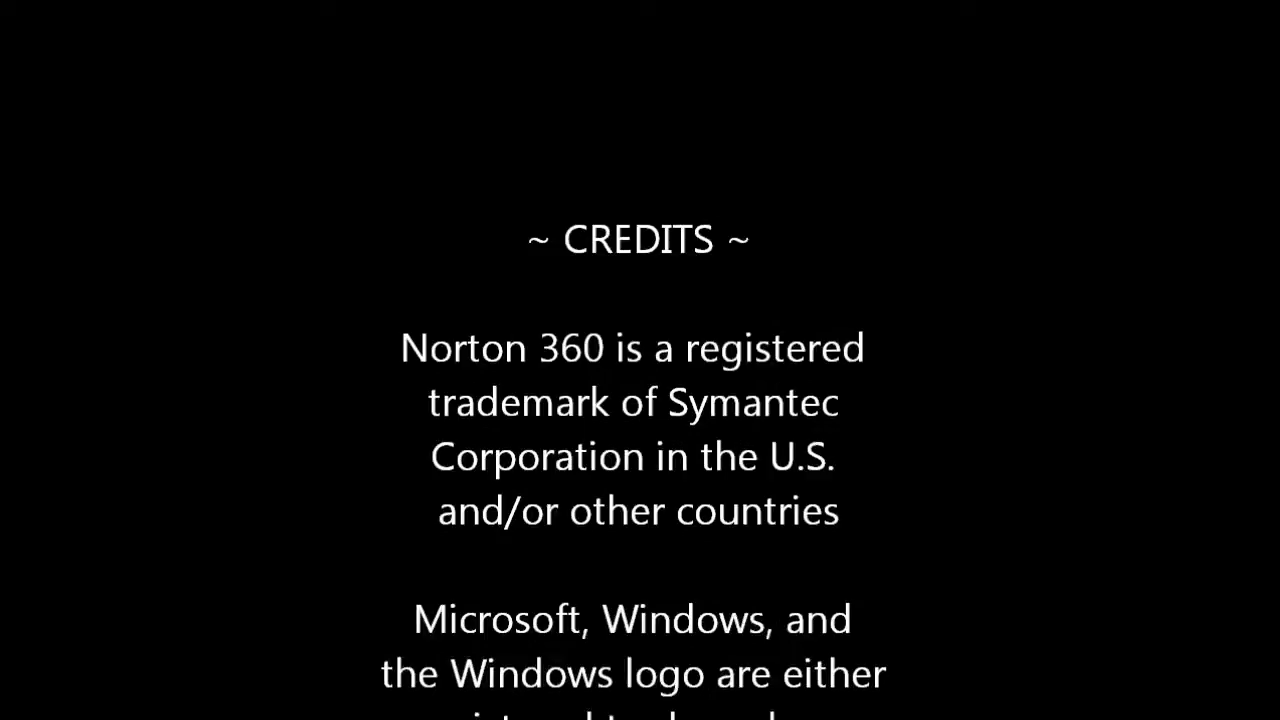 ~ CREDITS ~
Norton 360 is a registered
trademark of Symantec
Corporation in the U.S.
and/or other countries
Microsoft, Windows, and
the Windows logo are either